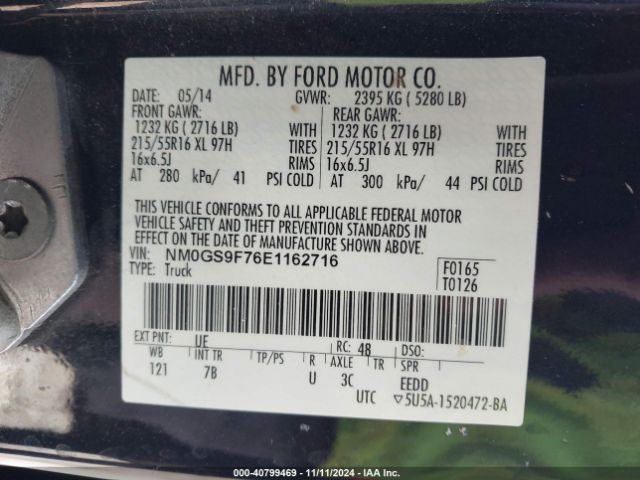 MFD. BY FORD MOTOR CO.
DATE: 05/14 GVWR: 2395 KG ( 5280 LB)
FRONT GAWR: REAR GAWR:
1232 KG ( 2716 LB) WITH 1232 KG ( 2716 LB) WITH
215/55R16 XL 97H TIRES 215/55R16 XL 97H TIRES
16x6.5J RIMS 16x6.5J RIMS
AT 280 kPa/ 41 PSI COLD AT 300 kPa/ 44 PSI COLD
THIS VEHICLE CONFORMS TO ALL APPLICABLE FEDERAL MOTOR
VEHICLE SAFETY AND THEFT PREVENTION STANDARDS IN
EFFECT ON THE DATE OF MANUFACTURE SHOWN ABOVE.
VIN: NM0GS9F76E1162716
TYPE: Truck
F0165
T0126
EXT PNT: UE RC: 48 DSO:
WB INT TR TP/PS R AXLE TR SPR
121 7B U 3C EEDD
UTC ▽5U5A-1520472-BA
000-40799469 - 11/11/2024 - IAA Inc.